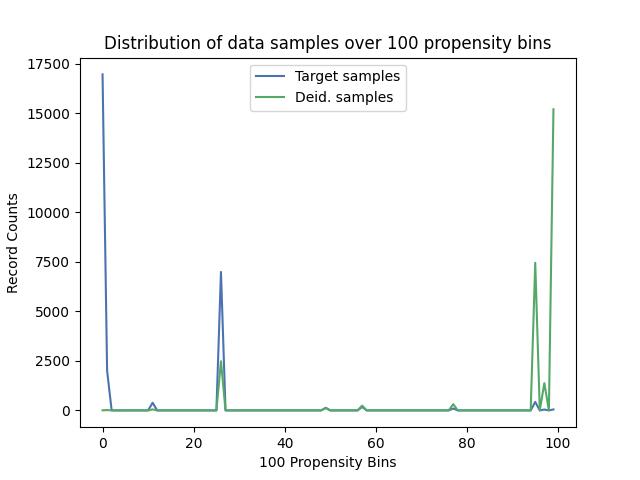 Distribution of data samples over 100 propensity bins
Target samples
Deid. samples
Record Counts
17500
15000
12500
10000
7500
5000
2500
0
0 20 40 60 80 100
100 Propensity Bins